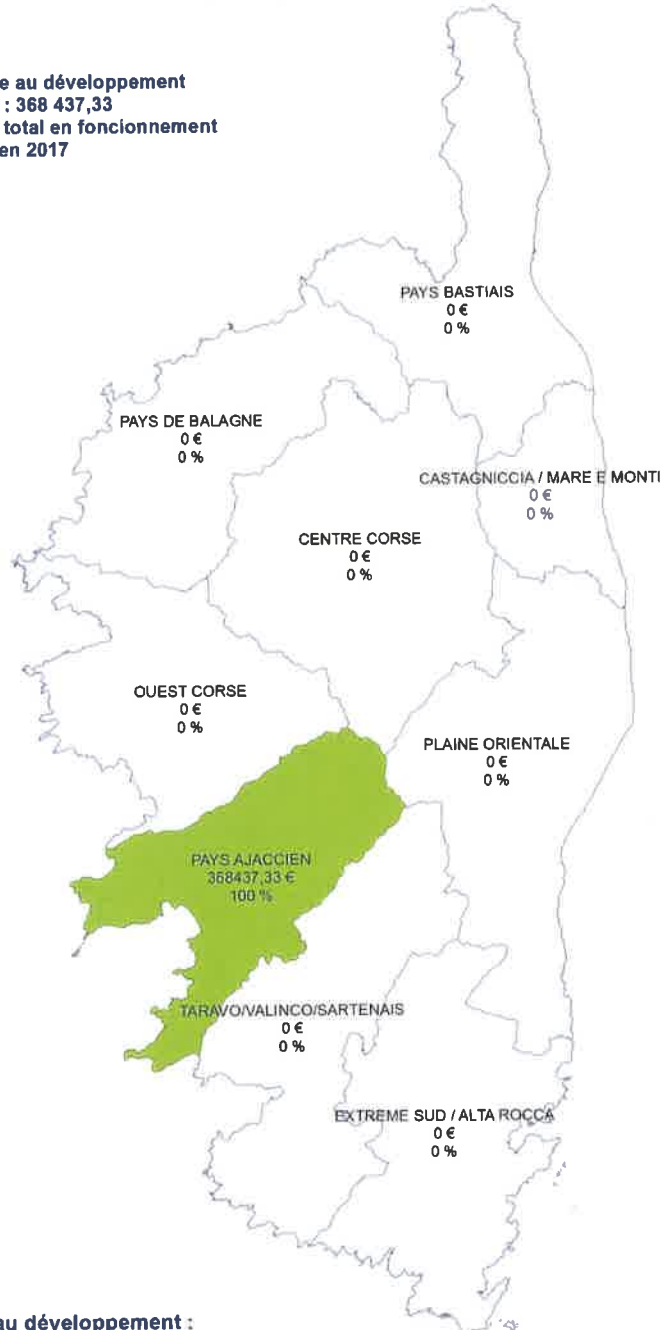 e au développement
: 368 437,33
total en foncionnement
en 2017
PAYS BASTIAIS
0 €
0 %
PAYS DE BALAGNE
0 €
0 %
CASTAGNICCIA / MARE E MONTI
0 €
0 %
CENTRE CORSE
0 €
0 %
OUEST CORSE
0 €
0 %
PLAINE ORIENTALE
0 €
0 %
PAYS AJACCIEN
368437,33 €
100 %
TARAVO/VALINCO/SARTENAIS
0 €
0 %
EXTREME SUD / ALTA ROCCA
0 €
0 %
au développement :